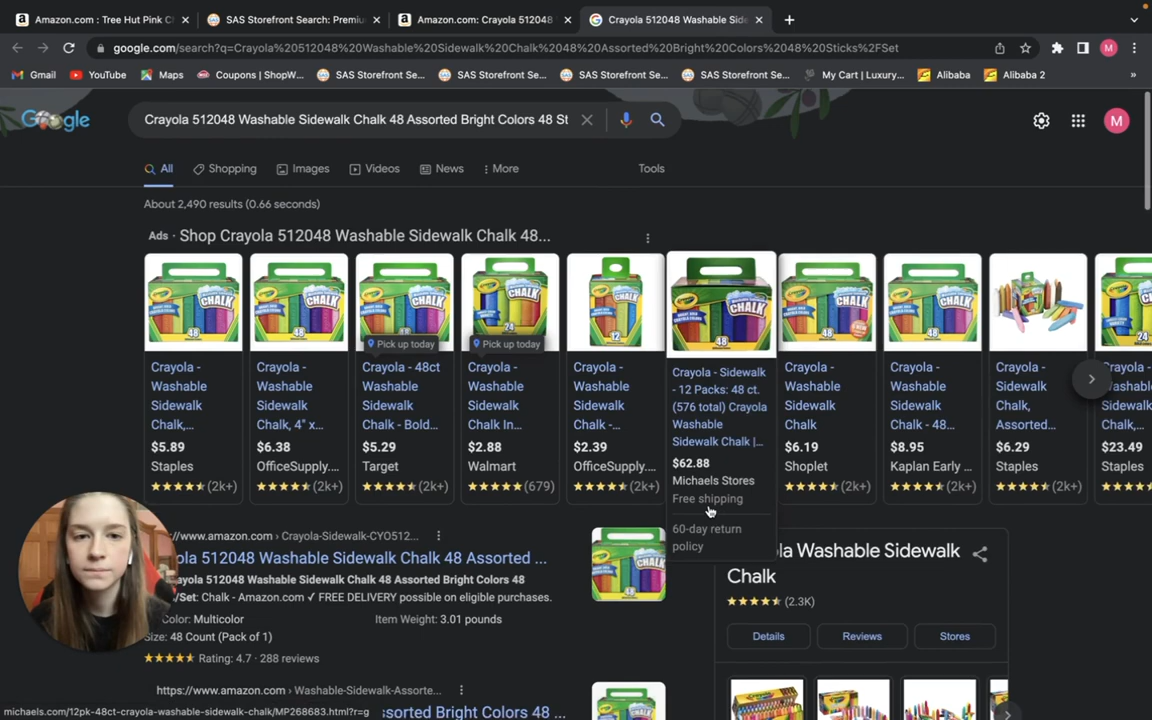 Amazon.com : Tree Hut Pink C
SAS Storefront Search: Premiu
Amazon.com: Crayola 512048
Crayola 512048 Washable Side
google.com/search?q=Crayola%20512048%20Washable%20Sidewalk%20Chalk%2048%20Assorted%20Bright%20Colors%2048%20Sticks%2FSet
M
Gmail
YouTube
Maps
Coupons | ShopW...
SAS Storefront Se...
SAS Storefront Se...
SAS Storefront Se...
SAS Storefront Se...
My Cart | Luxury...
Alibaba
Alibaba 2
»
Google
Crayola 512048 Washable Sidewalk Chalk 48 Assorted Bright Colors 48 St
M
All
Shopping
Images
Videos
News
More
Tools
About 2,490 results (0.66 seconds)
Ads · Shop Crayola 512048 Washable Sidewalk Chalk 48...
Crayola -
Washable
Sidewalk
Chalk,...
$5.89
Staples
(2k+)
Crayola -
Washable
Sidewalk
Chalk, 4" x...
$6.38
OfficeSupply....
(2k+)
Pick up today
Crayola - 48ct
Washable
Sidewalk
Chalk - Bold...
$5.29
Target
(2k+)
Pick up today
Crayola -
Washable
Sidewalk
Chalk In...
$2.88
Walmart
(679)
Crayola -
Washable
Sidewalk
Chalk -...
$2.39
OfficeSupply....
(2k+)
Crayola - Sidewalk
- 12 Packs: 48 ct.
(576 total) Crayola
Washable
Sidewalk Chalk |...
$62.88
Michaels Stores
Free shipping
60-day return
policy
Crayola -
Washable
Sidewalk
Chalk
$6.19
Shoplet
(2k+)
Crayola -
Washable
Sidewalk
Chalk - 48...
$8.95
Kaplan Early ...
(2k+)
Crayola -
Sidewalk
Chalk,
Assorted...
$6.29
Staples
(2k+)
Crayola -
Washable
Sidewalk
Chalk,
$23.49
Staples
ww.amazon.com › Crayola-Sidewalk-CYO512...
ola 512048 Washable Sidewalk Chalk 48 Assorted ...
ayola 512048 Washable Sidewalk Chalk 48 Assorted Bright Colors 48
/Set: Chalk - Amazon.com ✓ FREE DELIVERY possible on eligible purchases.
Color: Multicolor
Item Weight: 3.01 pounds
Size: 48 Count (Pack of 1)
Rating: 4.7 · 288 reviews
https://www.amazon.com › Washable-Sidewalk-Assorte...
sorted Bright Colors 48 ...
la Washable Sidewalk
Chalk
(2.3K)
Details
Reviews
Stores
michaels.com/12pk-48ct-crayola-washable-sidewalk-chalk/MP268683.html?r=g